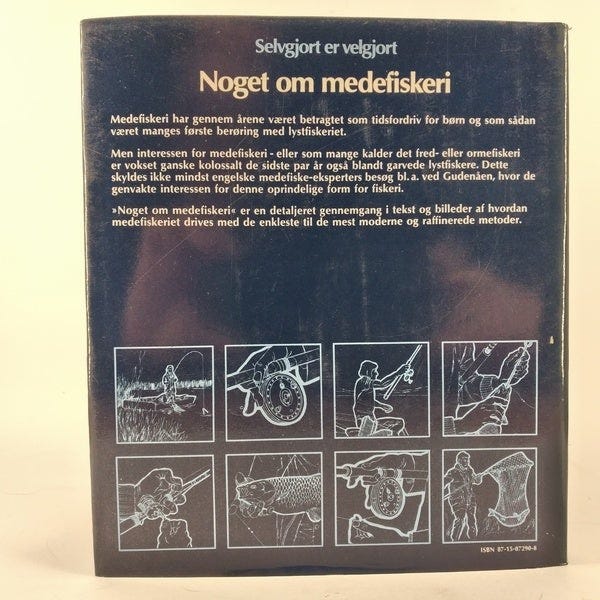 Selvgjort er velgjort
Noget om medefiskeri
Medefiskeri har gennem årene været betragtet som tidsfordriv for børn og som sådan
været manges første berøring med lystfiskeriet.
Men interessen for medefiskeri - eller som mange kalder det fred- eller ormefiskeri
er vokset ganske kolossalt de sidste par år også blandt garvede lystfiskere. Dette
skyldes ikke mindst engelske medefiske-eksperters besøg bl.a. ved Gudenåen, hvor de
genvakte interessen for denne oprindelige form for fiskeri.
»Noget om medefiskeri« er en detaljeret gennemgang i tekst og billeder af hvordan
medefiskeriet drives med de enkleste til de mest moderne og raffinerede metoder.
ISBN 87-15-07290-8